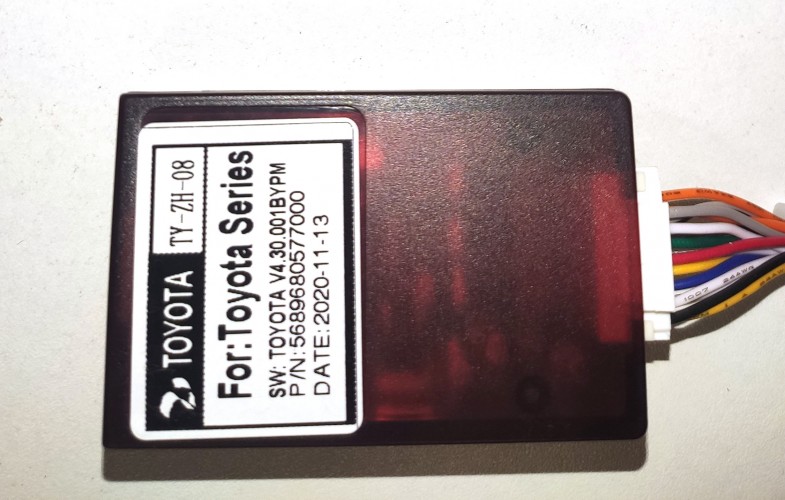 TOYOTA TY-ZH-08
For:Toyota Series
SW: TOYOTA V4.30.001BYPM
P/N:5689680577000
DATE: 2020-11-13